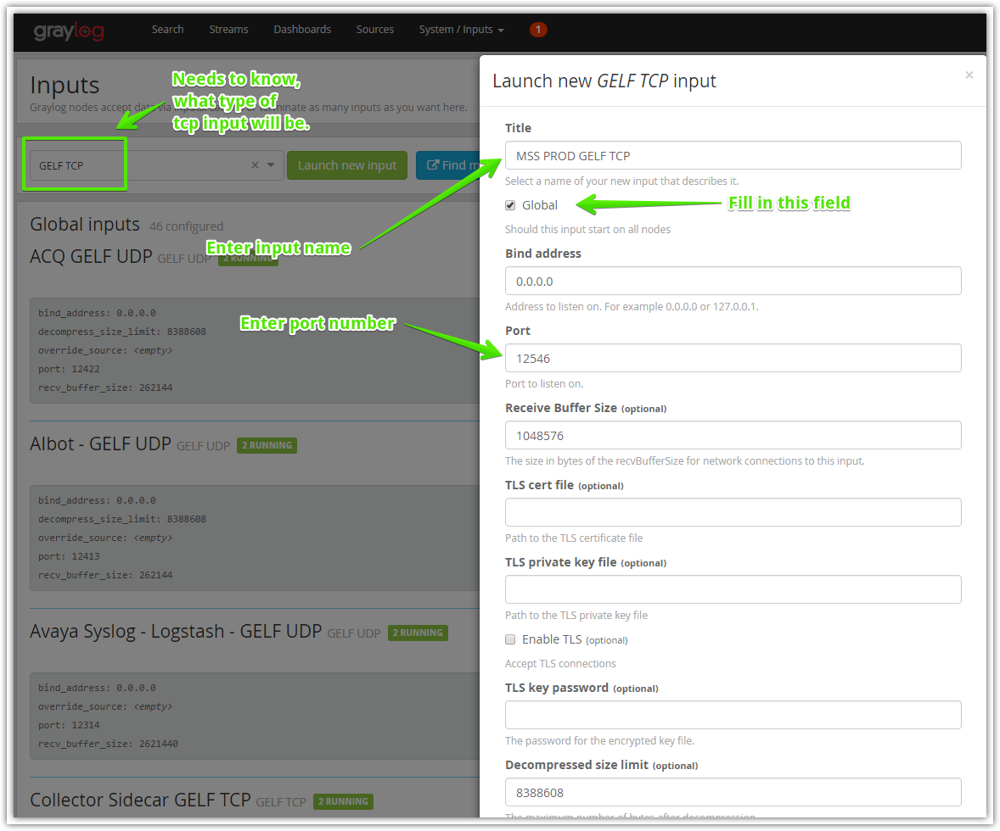 graylog
Search Streams Dashboards Sources System / Inputs 1
Inputs
Graylog nodes accept data via inputs. terminate as many inputs as you want here.
Needs to know,
what type of
tcp input will be.
GELF TCP
Launch new input Find m
Global inputs 46 configured
Enter input name
ACQ GELF UDP GELF UDP 2 RUNNING
bind_address: 0.0.0.0
decompress_size_limit: 8388608
override_source: <empty>
port: 12422
recv_buffer_size: 262144
Enter port number
Albot - GELF UDP GELF UDP 2 RUNNING
bind_address: 0.0.0.0
decompress_size_limit: 8388608
override_source: <empty>
port: 12413
recv_buffer_size: 262144
Avaya Syslog - Logstash - GELF UDP GELF UDP 2 RUNNING
bind_address: 0.0.0.0
override_source: <empty>
port: 12314
recv_buffer_size: 2621440
Collector Sidecar GELF TCP GELF TCP 2 RUNNING
Launch new GELF TCP input ×
Title
MSS PROD GELF TCP
Select a name of your new input that describes it.
Global
Fill in this field
Should this input start on all nodes
Bind address
0.0.0.0
Address to listen on. For example 0.0.0.0 or 127.0.0.1.
Port
12546
Port to listen on.
Receive Buffer Size (optional)
1048576
The size in bytes of the recvBufferSize for network connections to this input.
TLS cert file (optional)
Path to the TLS certificate file
TLS private key file (optional)
Path to the TLS private key file
Enable TLS (optional)
Accept TLS connections
TLS key password (optional)
The password for the encrypted key file.
Decompressed size limit (optional)
8388608
The maximum number of bytes after decompression.